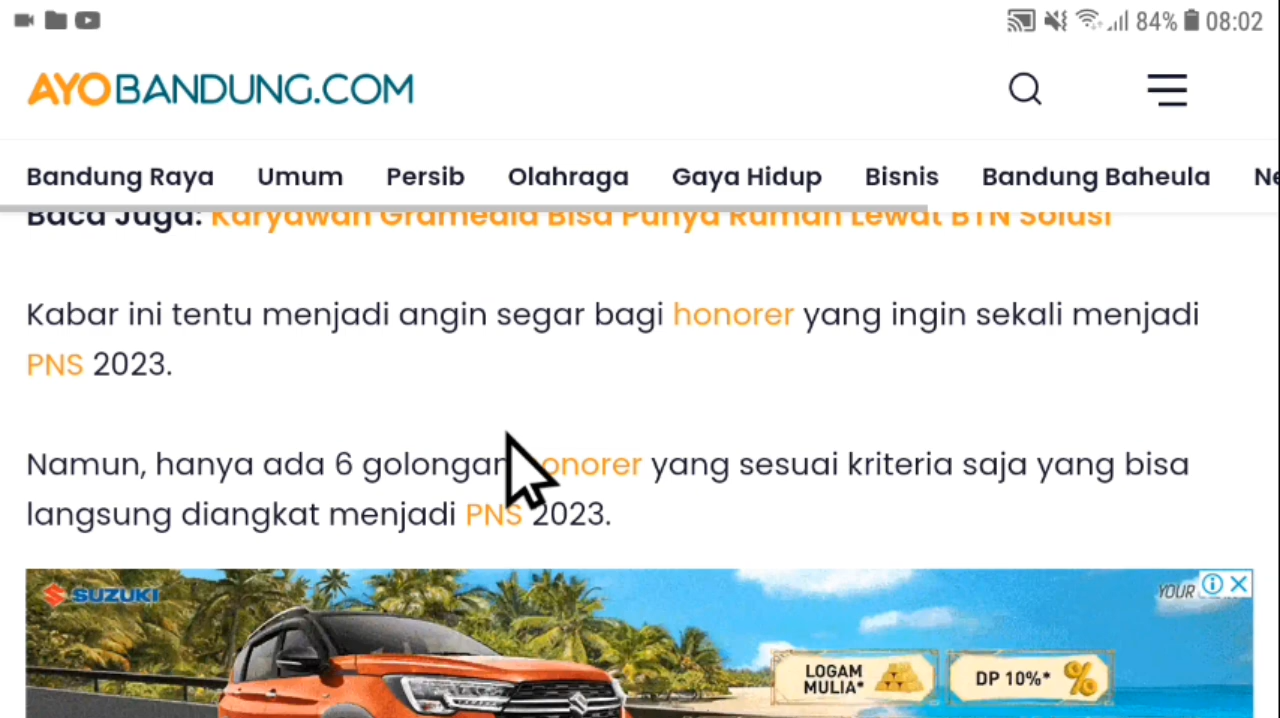 84% 08:02
AYOBANDUNG.COM
Bandung Raya Umum Persib Olahraga Gaya Hidup Bisnis Bandung Baheula Ne
Baca Juga: Karyawan Gramedia Bisa Punya Rumah Lewat BTN Solusi
Kabar ini tentu menjadi angin segar bagi honorer yang ingin sekali menjadi
PNS 2023.
Namun, hanya ada 6 golongan onorer yang sesuai kriteria saja yang bisa
langsung diangkat menjadi PNS 2023.
SUZUKI
YOUR
LOGAM
MULIA*
DP 10%*
%